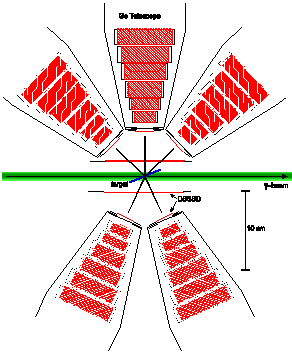 Ge Telescope
target
γ-beam
DSSSD
10 cm